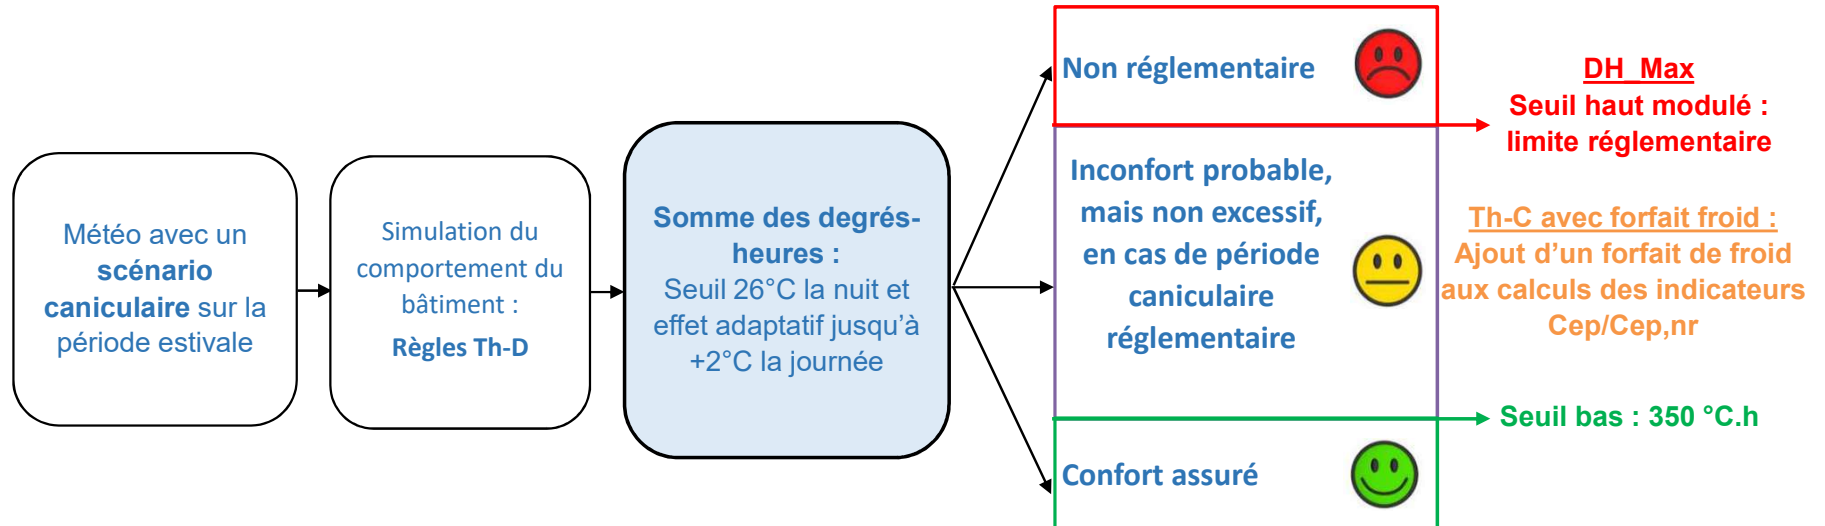 Météo avec un
scénario
caniculaire sur la
période estivale
Simulation du
comportement du
bâtiment :
Règles Th-D
Somme des degrés-
heures :
Seuil 26°C la nuit et
effet adaptatif jusqu'à
+2°C la journée
Non réglementaire
Inconfort probable,
mais non excessif,
en cas de période
caniculaire
réglementaire
Confort assuré
DH_Max
Seuil haut modulé :
limite réglementaire
Th-C avec forfait froid :
Ajout d'un forfait de froid
aux calculs des indicateurs
Cep/Cep,nr
Seuil bas : 350 °C.h